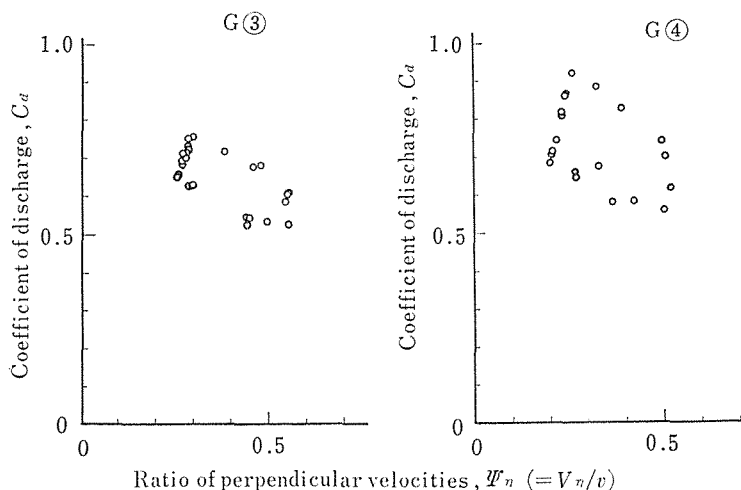 G③
1.0
0.5
0
0
0.5
Coefficient of discharge, Cd
G④
1.0
0.5
0
0
0.5
Coefficient of discharge, Cd
Ratio of perpendicular velocities, Ψn (=Vn/v)